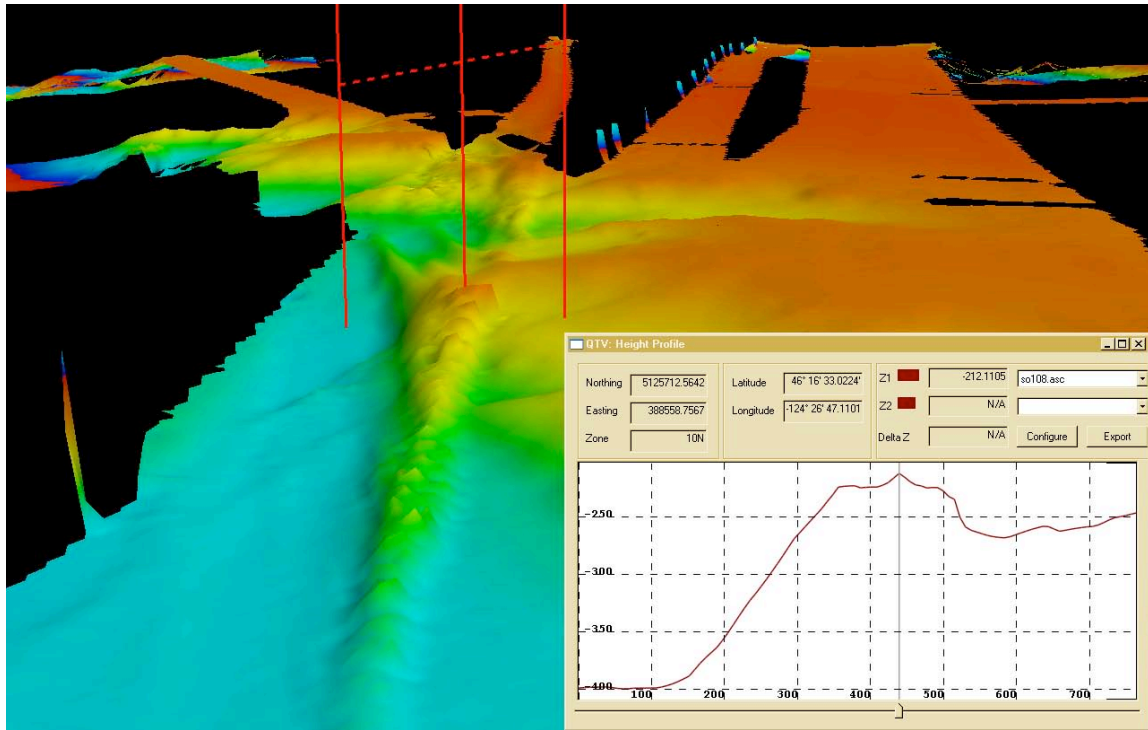 QTV: Height Profile
Northing 5125712.5642 Latitude 46° 16' 33.0224' Z1 -212.1105 so108.asc
Easting 388558.7567 Longitude -124° 26' 47.1101 Z2 N/A
Zone 10N Delta Z N/A Configure Export
-250
-300
-350
-400
100 200 300 400 500 600 700